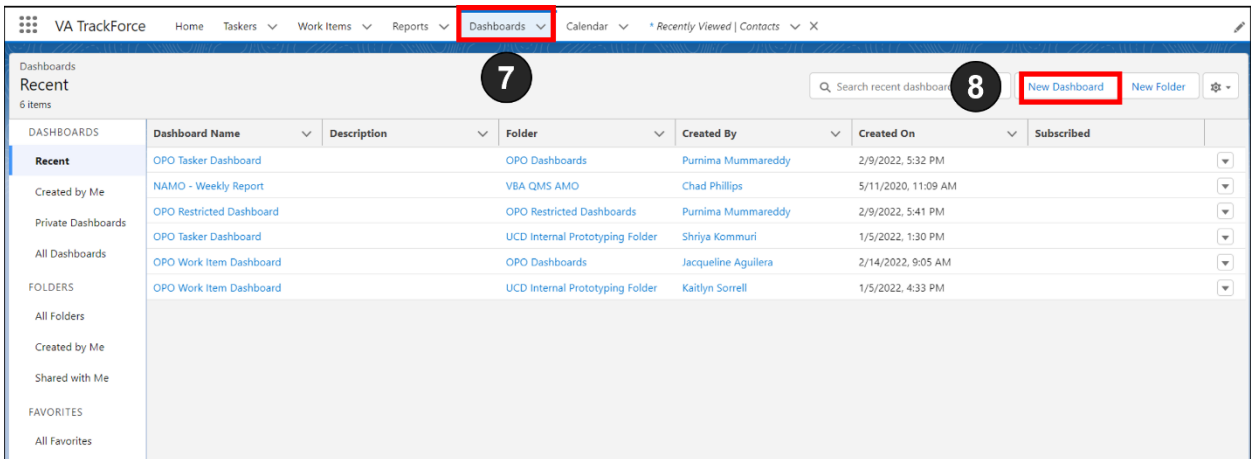 VA TrackForce Home Taskers Work Items Reports Dashboards Calendar * Recently Viewed | Contacts
7
8
Dashboards
Recent
6 items
Search recent dashboar
New Dashboard New Folder
DASHBOARDS Dashboard Name Description Folder Created By Created On Subscribed
Recent OPO Tasker Dashboard OPO Dashboards Purnima Mummareddy 2/9/2022, 5:32 PM
Created by Me NAMO - Weekly Report VBA QMS AMO Chad Phillips 5/11/2020, 11:09 AM
Private Dashboards OPO Restricted Dashboard OPO Restricted Dashboards Purnima Mummareddy 2/9/2022, 5:41 PM
OPO Tasker Dashboard UCD Internal Prototyping Folder Shriya Kommuri 1/5/2022, 1:30 PM
All Dashboards OPO Work Item Dashboard OPO Dashboards Jacqueline Aguilera 2/14/2022, 9:05 AM
FOLDERS OPO Work Item Dashboard UCD Internal Prototyping Folder Kaitlyn Sorrell 1/5/2022, 4:33 PM
All Folders
Created by Me
Shared with Me
FAVORITES
All Favorites